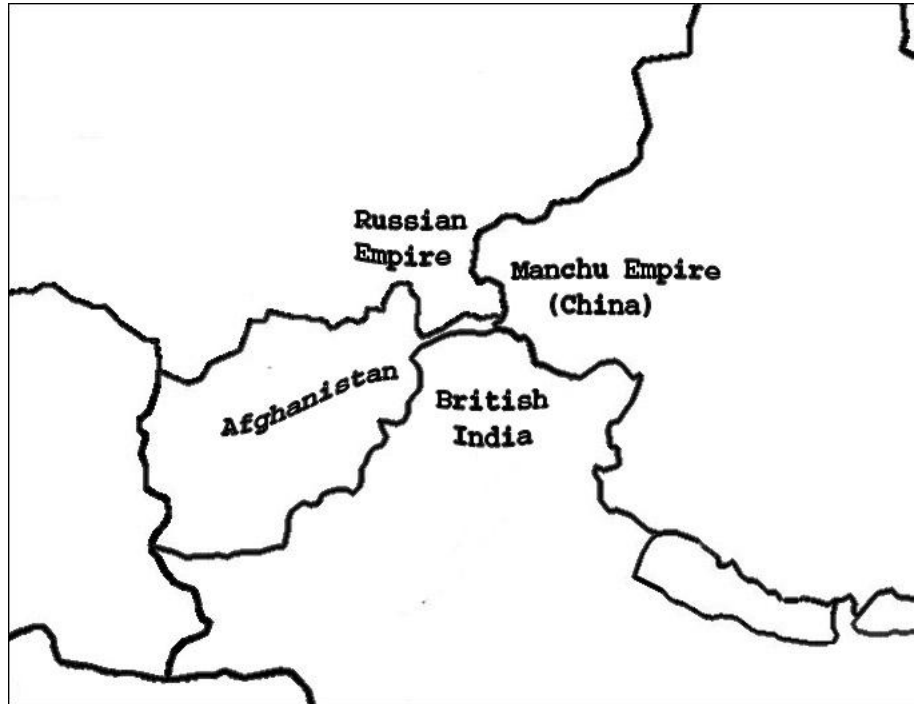 Russian
Empire
Manchu Empire
(China)
Afghanistan
British
India